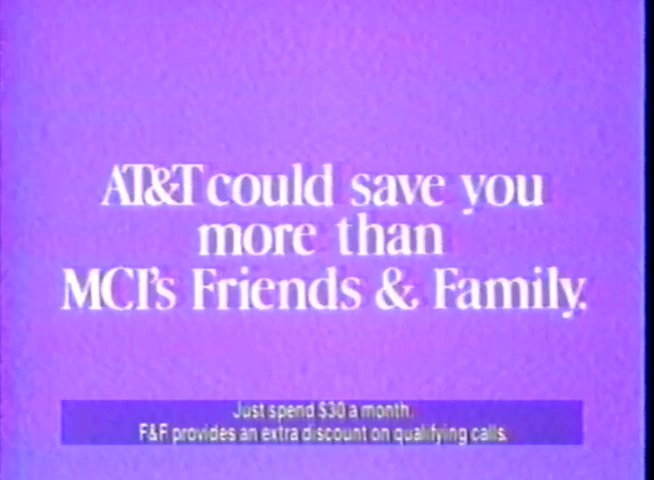 AT&T could save you
more than
MCI's Friends & Family.
Just spend $30 a month.
F&F provides an extra discount on qualifying calls.